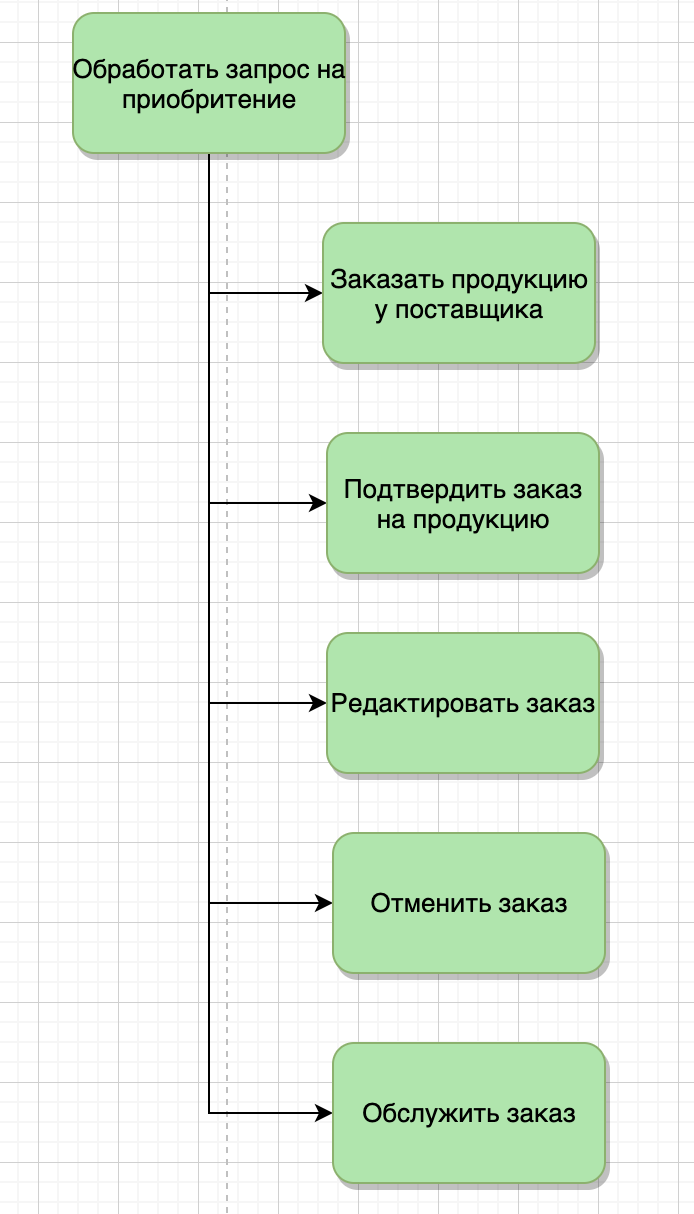 Обработать запрос на
приобритение
Заказать продукцию
у поставщика
Подтвердить заказ
на продукцию
Редактировать заказ
Отменить заказ
Обслужить заказ